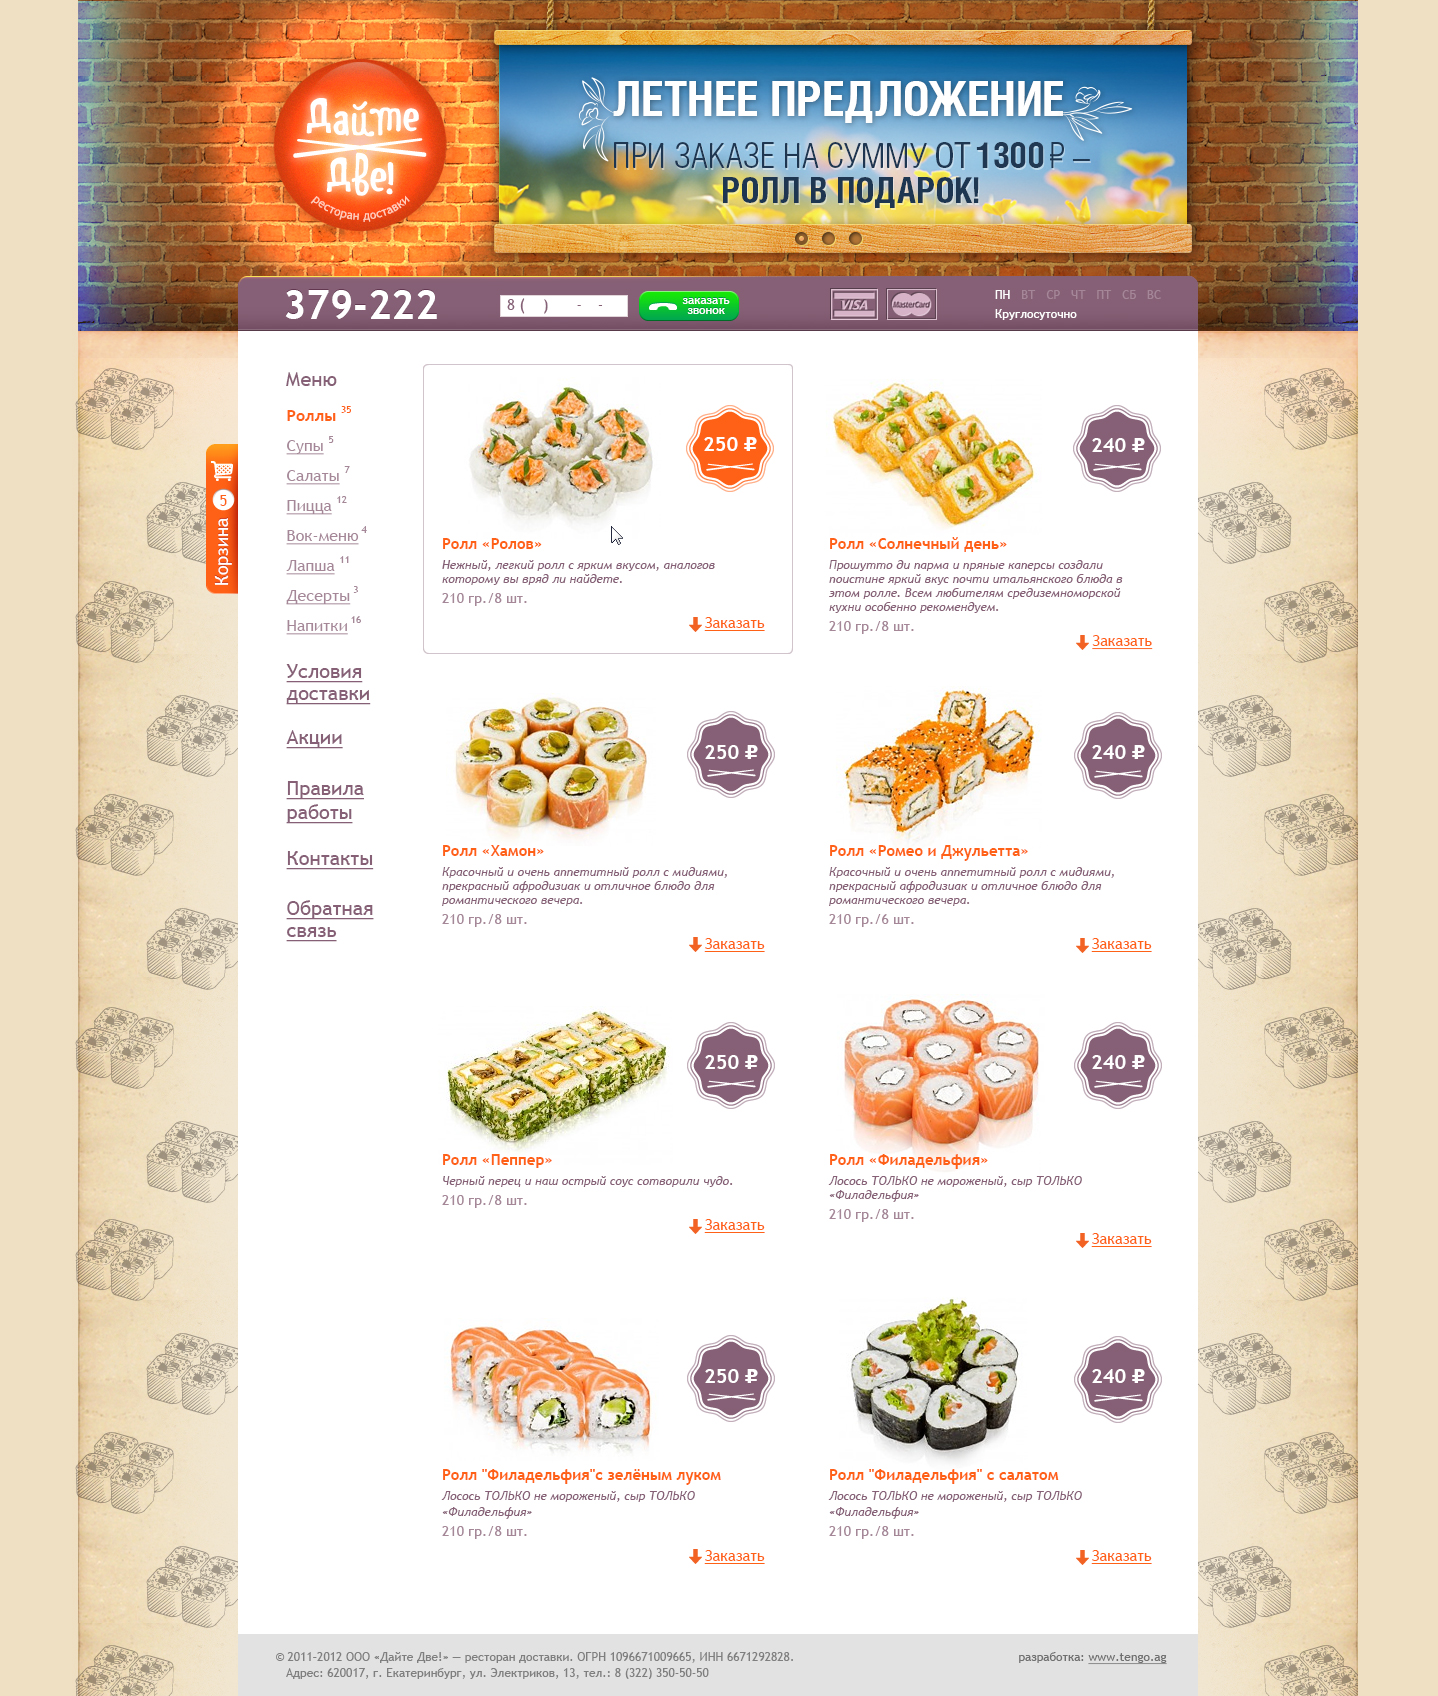 Дайте
две!
ресторан доставки
ЛЕТНЕЕ ПРЕДЛОЖЕНИЕ
ПРИ ЗАКАЗЕ НА СУММУ ОТ 1300 ₽ –
РОЛЛ В ПОДАРОК!
379-222
8 ( ) - -
заказать
звонок
VISA
MasterCard
ПН ВТ СР ЧТ ПТ СБ ВС
Круглосуточно
Корзина 5
Меню
Роллы 35
Супы 5
Салаты 7
Пицца 12
Вок-меню 4
Лапша 11
Десерты 3
Напитки 16
Условия
доставки
Акции
Правила
работы
Контакты
Обратная
связь
250 ₽
Ролл «Ролов»
Нежный, легкий ролл с ярким вкусом, аналогов
которому вы вряд ли найдете.
210 гр./8 шт.
Заказать
240 ₽
Ролл «Солнечный день»
Прошутто ди парма и пряные каперсы создали
поистине яркий вкус почти итальянского блюда в
этом ролле. Всем любителям средиземноморской
кухни особенно рекомендуем.
210 гр./8 шт.
Заказать
250 ₽
Ролл «Хамон»
Красочный и очень аппетитный ролл с мидиями,
прекрасный афродизиак и отличное блюдо для
романтического вечера.
210 гр./8 шт.
Заказать
240 ₽
Ролл «Ромео и Джульетта»
Красочный и очень аппетитный ролл с мидиями,
прекрасный афродизиак и отличное блюдо для
романтического вечера.
210 гр./6 шт.
Заказать
250 ₽
Ролл «Пеппер»
Черный перец и наш острый соус сотворили чудо.
210 гр./8 шт.
Заказать
240 ₽
Ролл «Филадельфия»
Лосось ТОЛЬКО не мороженый, сыр ТОЛЬКО
«Филадельфия»
210 гр./8 шт.
Заказать
250 ₽
Ролл "Филадельфия"с зелёным луком
Лосось ТОЛЬКО не мороженый, сыр ТОЛЬКО
«Филадельфия»
210 гр./8 шт.
Заказать
240 ₽
Ролл "Филадельфия" с салатом
Лосось ТОЛЬКО не мороженый, сыр ТОЛЬКО
«Филадельфия»
210 гр./8 шт.
Заказать
© 2011-2012 ООО «Дайте Две!» — ресторан доставки. ОГРН 1096671009665, ИНН 6671292828.
Адрес: 620017, г. Екатеринбург, ул. Электриков, 13, тел.: 8 (322) 350-50-50
разработка: www.tengo.ag